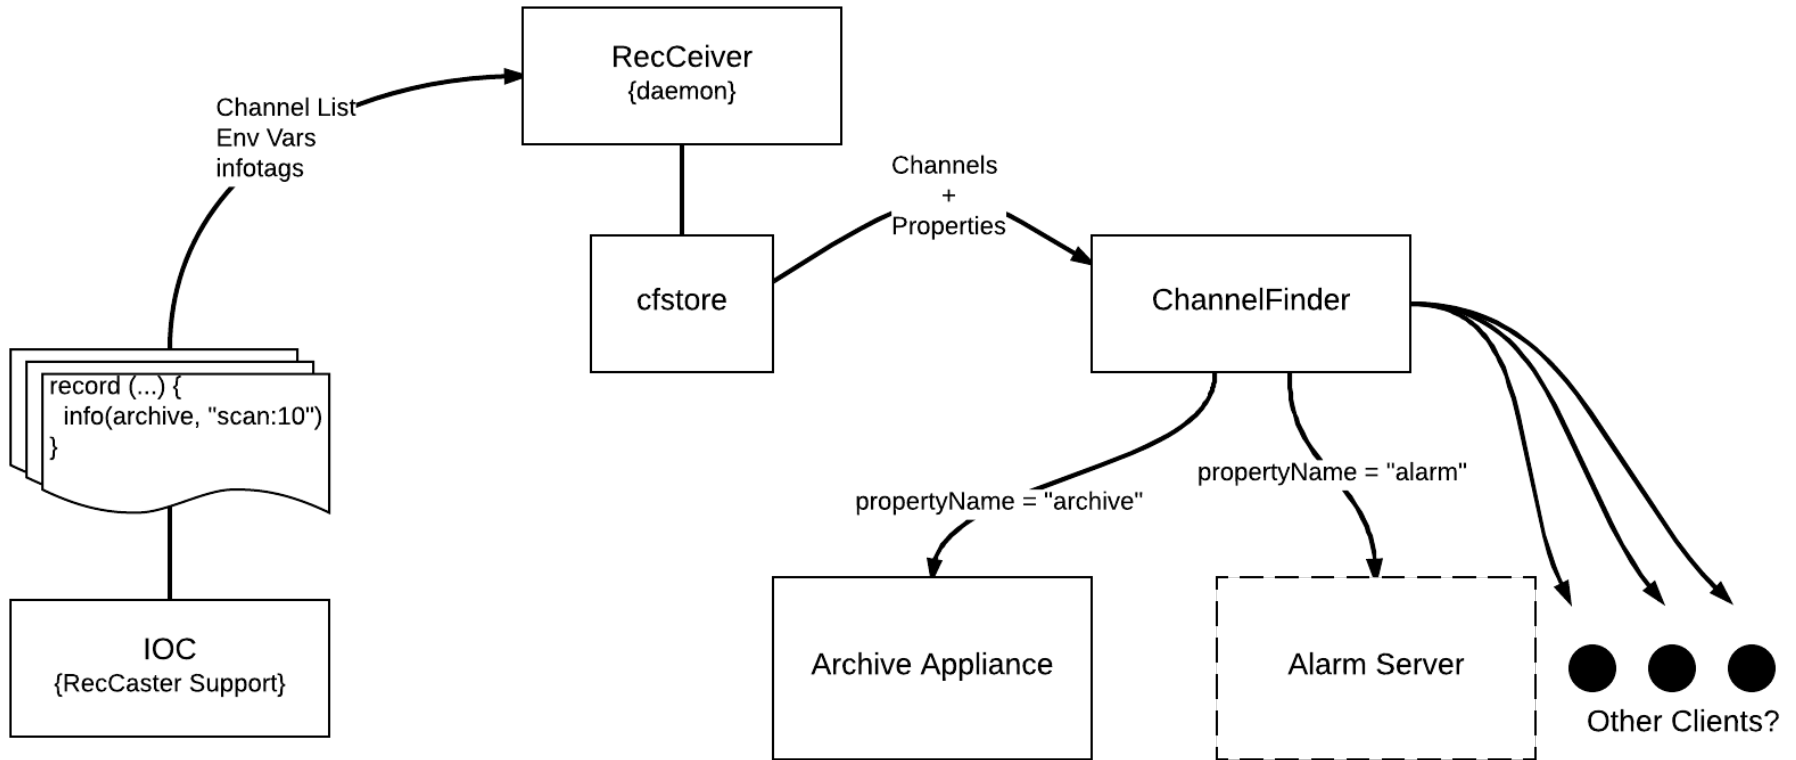 RecCeiver
{daemon}
Channel List
Env Vars
infotags
Channels
+
Properties
cfstore
ChannelFinder
record (...) {
info(archive, "scan:10")
}
propertyName = "alarm"
propertyName = "archive"
IOC
{RecCaster Support}
Archive Appliance
Alarm Server
Other Clients?